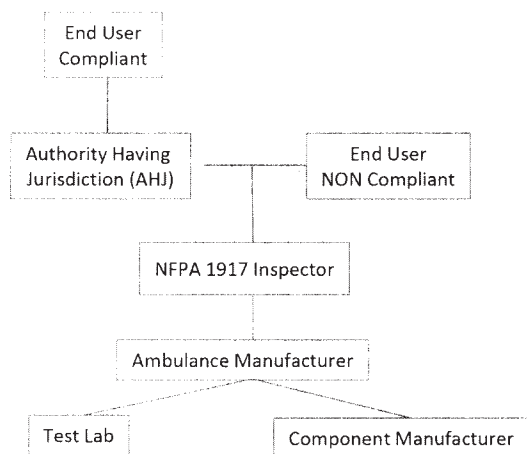 End User
Compliant
Authority Having
Jurisdiction (AHJ)
End User
NON Compliant
NFPA 1917 Inspector
Ambulance Manufacturer
Test Lab
Component Manufacturer